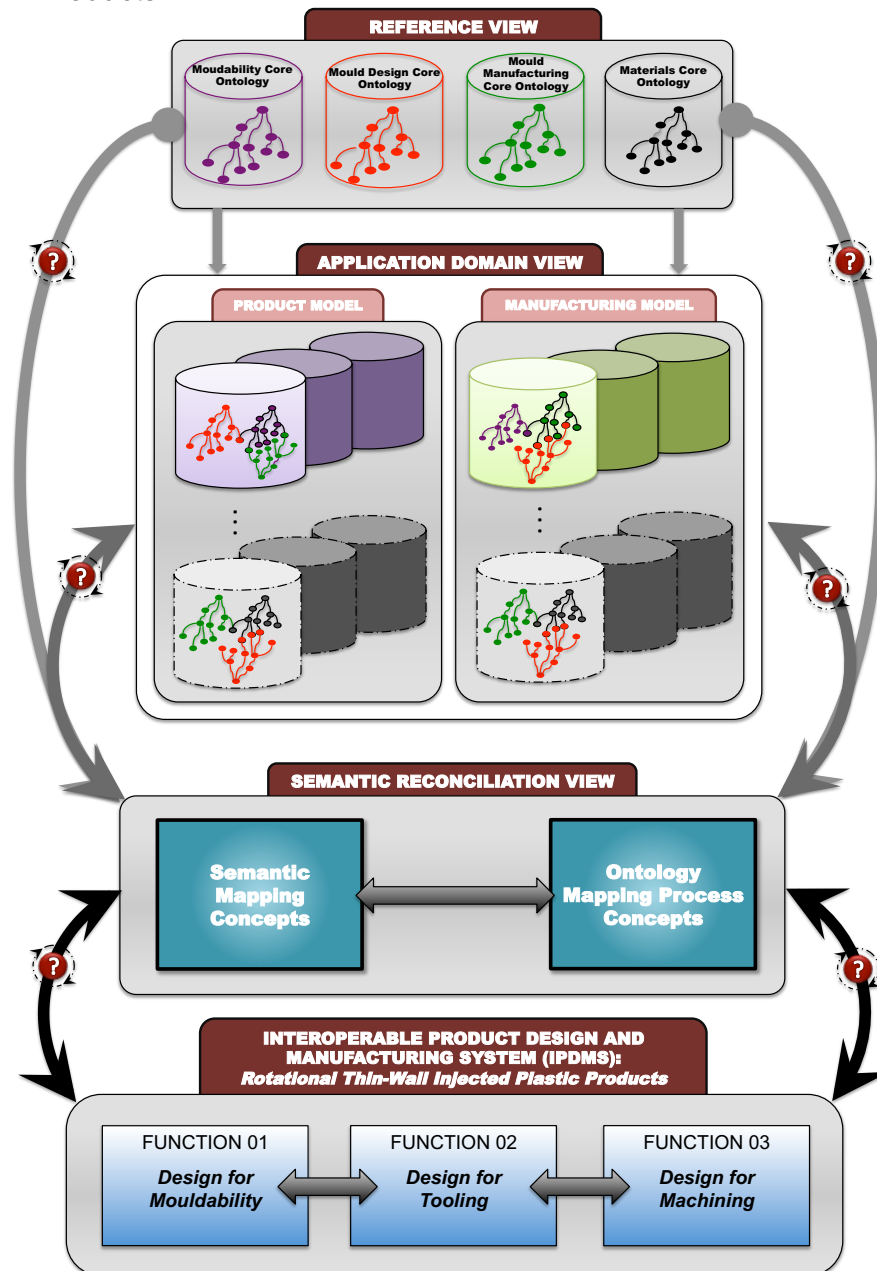 REFERENCE VIEW
Moudability Core
Ontology
Mould Design Core
Ontology
Mould
Manufacturing
Core Ontology
Materials Core
Ontology
?
?
APPLICATION DOMAIN VIEW
PRODUCT MODEL
MANUFACTURING MODEL
?
?
SEMANTIC RECONCILIATION VIEW
Semantic
Mapping
Concepts
Ontology
Mapping Process
Concepts
?
?
INTEROPERABLE PRODUCT DESIGN AND
MANUFACTURING SYSTEM (IPDMS):
Rotational Thin-Wall Injected Plastic Products
FUNCTION 01
Design for
Mouldability
FUNCTION 02
Design for
Tooling
FUNCTION 03
Design for
Machining